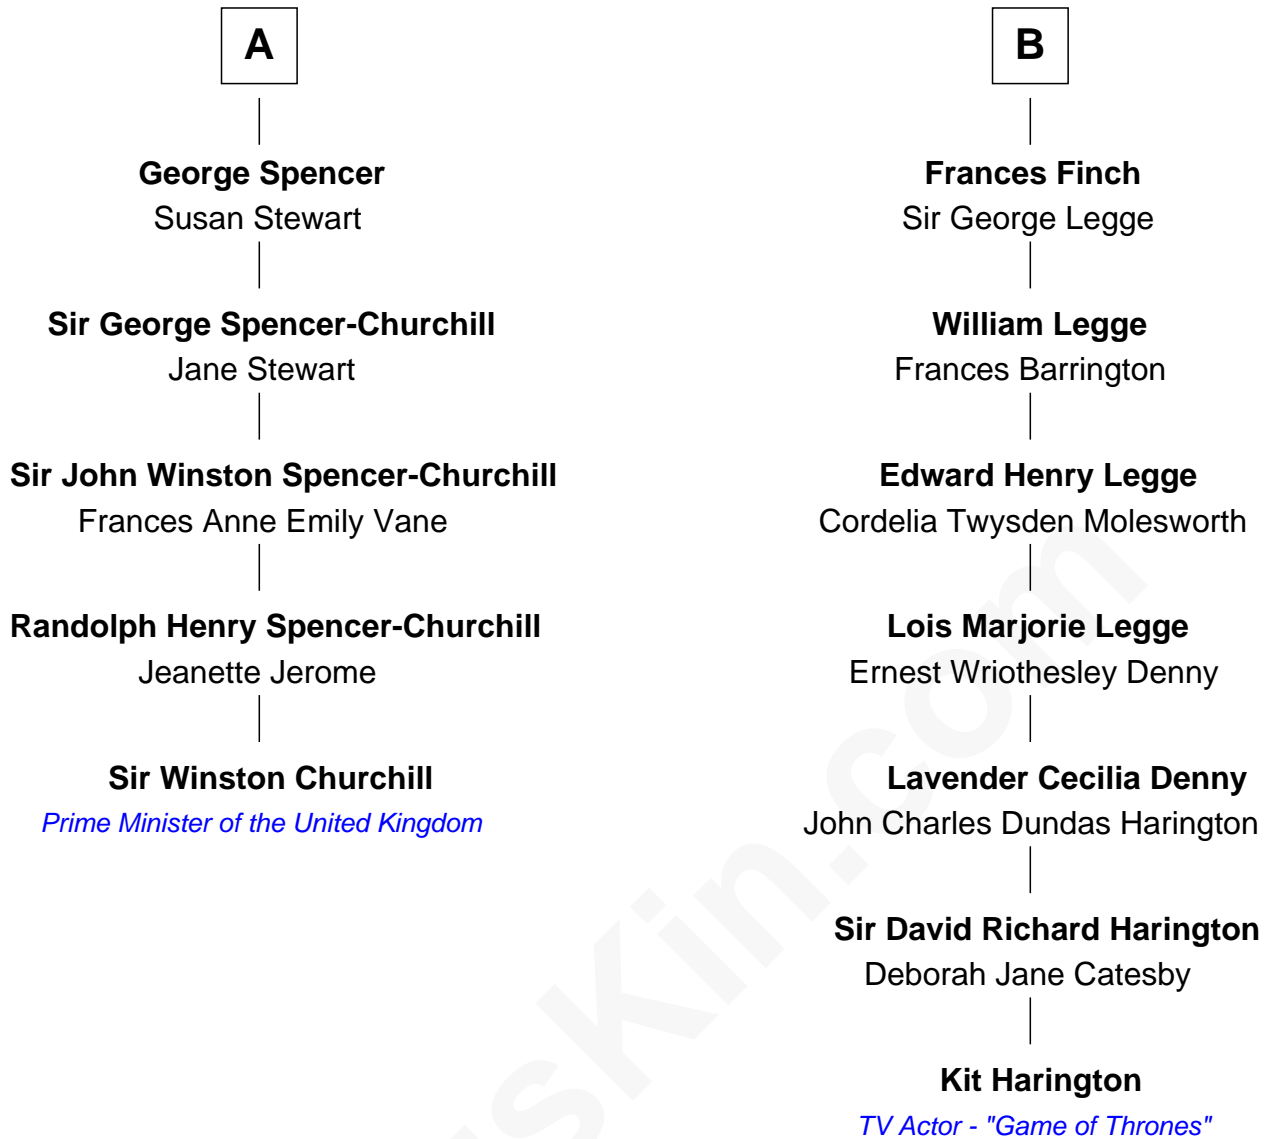 A
George Spencer
Susan Stewart
Sir George Spencer-Churchill
Jane Stewart
Sir John Winston Spencer-Churchill
Frances Anne Emily Vane
Randolph Henry Spencer-Churchill
Jeanette Jerome
Sir Winston Churchill
Prime Minister of the United Kingdom
B
Frances Finch
Sir George Legge
William Legge
Frances Barrington
Edward Henry Legge
Cordelia Twysden Molesworth
Lois Marjorie Legge
Ernest Wriothesley Denny
Lavender Cecilia Denny
John Charles Dundas Harington
Sir David Richard Harington
Deborah Jane Catesby
Kit Harington
TV Actor - "Game of Thrones"
sKin.com